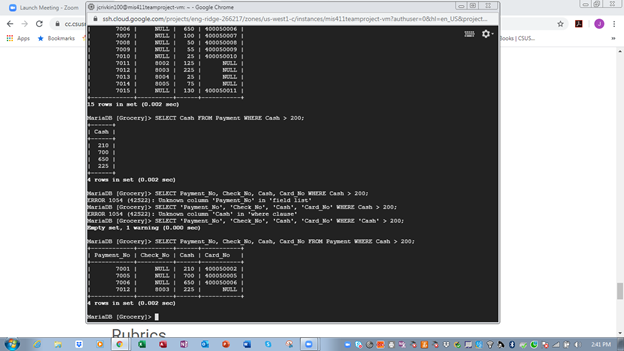 Launch Meeting - Zoom
jsrivkin100@mis411teamproject-vm: ~ - Google Chrome
ssh.cloud.google.com/projects/eng-ridge-266217/zones/us-west1-c/instances/mis411teamproject-vm?authuser=0&hl=en_US&project...
cc.csus
Apps
Books | CSUS...
| 7006 | NULL | 650 | 400050006 |
| 7007 | NULL | 100 | 400050007 |
| 7008 | NULL | 50 | 400050008 |
| 7009 | NULL | 55 | 400050009 |
| 7010 | NULL | 25 | 400050010 |
| 7011 | 8002 | 125 | NULL |
| 7012 | 8003 | 225 | NULL |
| 7013 | 8004 | 25 | NULL |
| 7014 | 8005 | 75 | NULL |
| 7015 | NULL | 130 | 400050011 |
15 rows in set (0.002 sec)
MariaDB [Grocery]> SELECT Cash FROM Payment WHERE Cash > 200;
| Cash |
| 210 |
| 700 |
| 650 |
| 225 |
4 rows in set (0.002 sec)
MariaDB [Grocery]> SELECT Payment_No, Check_No, Cash, Card_No WHERE Cash > 200;
ERROR 1054 (42S22): Unknown column 'Payment_No' in 'field list'
MariaDB [Grocery]> SELECT 'Payment_No', 'Check_No', 'Cash', 'Card_No' WHERE Cash > 200;
ERROR 1054 (42S22): Unknown column 'Cash' in 'where clause'
MariaDB [Grocery]> SELECT 'Payment_No', 'Check_No', 'Cash', 'Card_No' WHERE 'Cash' > 200;
Empty set, 1 warning (0.000 sec)
MariaDB [Grocery]> SELECT Payment_No, Check_No, Cash, Card_No FROM Payment WHERE Cash > 200;
| Payment_No | Check_No | Cash | Card_No |
| 7001 | NULL | 210 | 400050002 |
| 7005 | NULL | 700 | 400050005 |
| 7006 | NULL | 650 | 400050006 |
| 7012 | 8003 | 225 | NULL |
4 rows in set (0.002 sec)
MariaDB [Grocery]>
Rubrics
2:41 PM